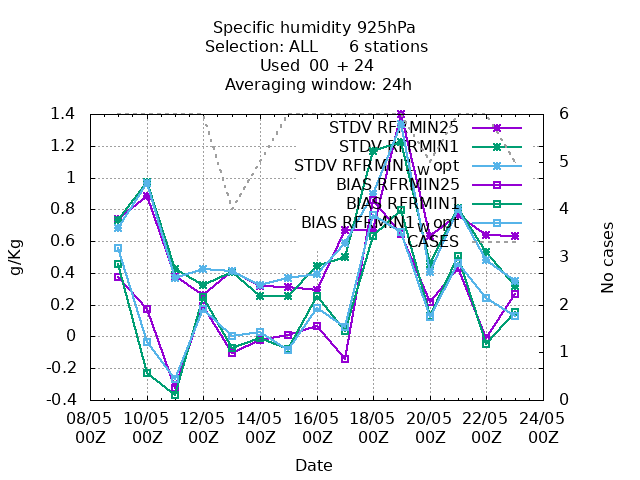 Specific humidity 925hPa
Selection: ALL 6 stations
Used 00 + 24
Averaging window: 24h
1.4
1.2
1
0.8
0.6
0.4
0.2
0
-0.2
-0.4
g/Kg
STDV RFRMIN25
STDV RFRMIN1
STDV RFRMIN1_w opt
BIAS RFRMIN25
BIAS RFRMIN1
BIAS RFRMIN1_w opt
CASES
6
5
4
3
2
1
0
No cases
08/05 10/05 12/05 14/05 16/05 18/05 20/05 22/05 24/05
00Z 00Z 00Z 00Z 00Z 00Z 00Z 00Z 00Z
Date